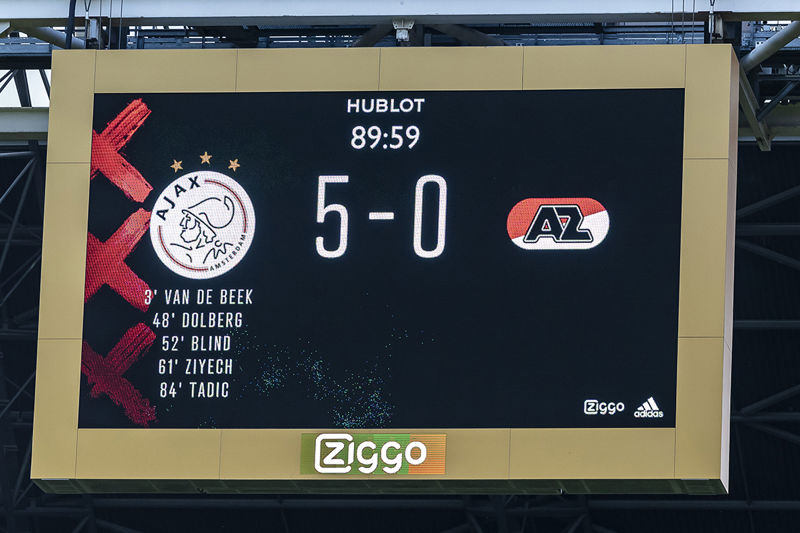 HUBLOT
89:59
AJAX
AMSTERDAM
5 - 0
AZ
3' VAN DE BEEK
48' DOLBERG
52' BLIND
61' ZIYECH
84' TADIC
Ziggo
adidas
Ziggo